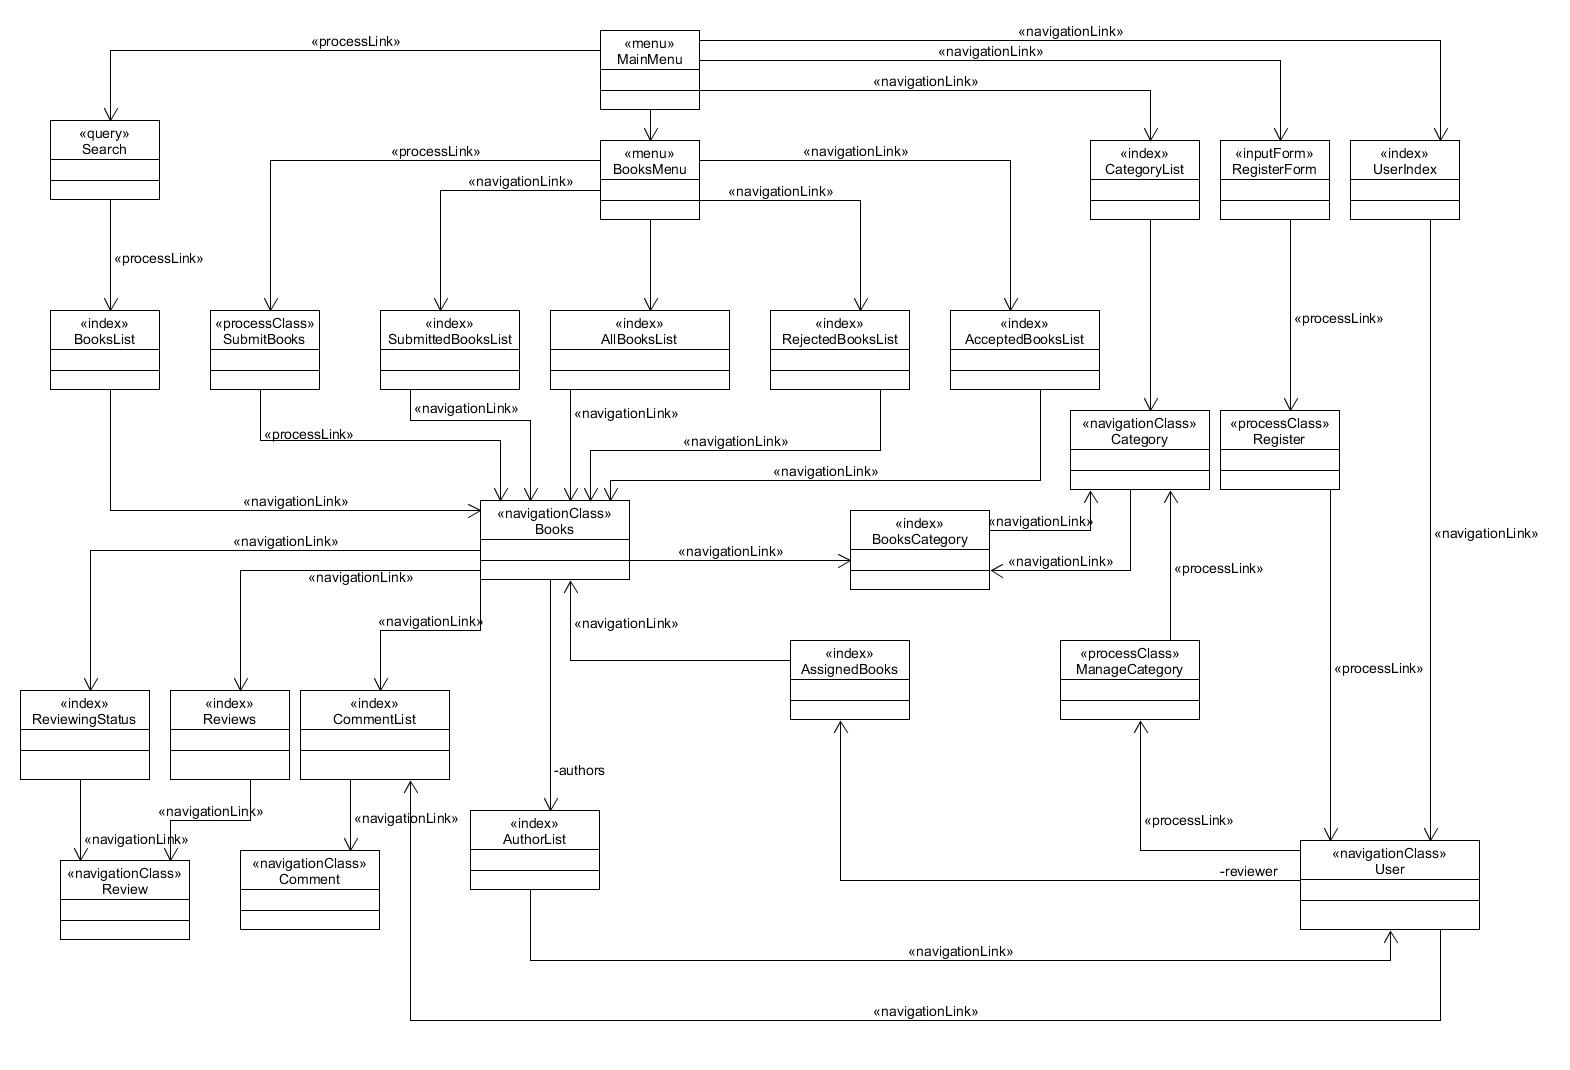 «navigationLink»
«processLink»
«menu»
MainMenu
«navigationLink»
«navigationLink»
«query»
Search
«processLink»
«navigationLink»
«menu»
BooksMenu
«navigationLink»
«navigationLink»
«index»
CategoryList
«inputForm»
RegisterForm
«index»
UserIndex
«processLink»
«processLink»
«index»
BooksList
«processClass»
SubmitBooks
«index»
SubmittedBooksList
«index»
AllBooksList
«index»
RejectedBooksList
«index»
AcceptedBooksList
«navigationLink»
«navigationLink»
«processLink»
«navigationLink»
«navigationLink»
«navigationClass»
Category
«processClass»
Register
«navigationLink»
«navigationClass»
Books
«index»
BooksCategory
«navigationLink»
«navigationLink»
«navigationLink»
«navigationLink»
«navigationLink»
«navigationLink»
«processLink»
«navigationLink»
«navigationLink»
«index»
AssignedBooks
«processClass»
ManageCategory
«processLink»
«index»
ReviewingStatus
«index»
Reviews
«index»
CommentList
-authors
«navigationLink»
«navigationLink»
«navigationLink»
«processLink»
«index»
AuthorList
«navigationClass»
Review
«navigationClass»
Comment
-reviewer
«navigationClass»
User
«navigationLink»
«navigationLink»